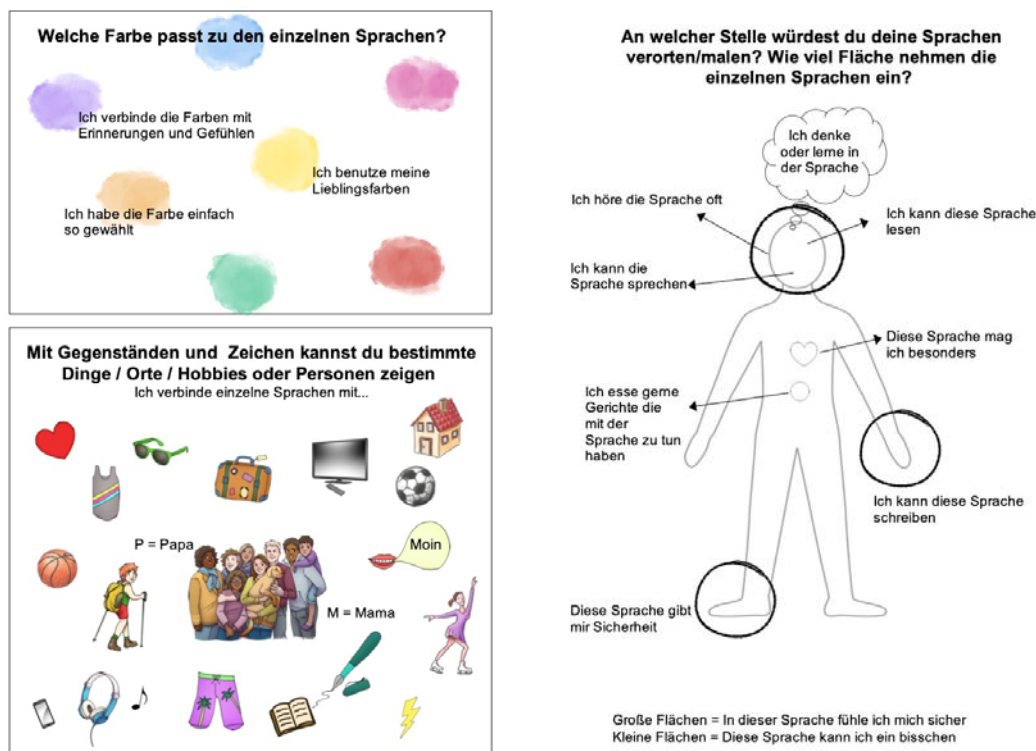 Welche Farbe passt zu den einzelnen Sprachen?
Ich verbinde die Farben mit
Erinnerungen und Gefühlen
Ich benutze meine
Lieblingsfarben
Ich habe die Farbe einfach
so gewählt
Mit Gegenständen und Zeichen kannst du bestimmte
Dinge / Orte / Hobbies oder Personen zeigen
Ich verbinde einzelne Sprachen mit...
P = Papa
Moin
M = Mama
An welcher Stelle würdest du deine Sprachen
verorten/malen? Wie viel Fläche nehmen die
einzelnen Sprachen ein?
Ich denke
oder lerne in
der Sprache
Ich höre die Sprache oft
Ich kann diese Sprache
lesen
Ich kann die
Sprache sprechen
Diese Sprache mag
ich besonders
Ich esse gerne
Gerichte die
mit der
Sprache zu tun
haben
Ich kann diese Sprache
schreiben
Diese Sprache gibt
mir Sicherheit
Große Flächen = In dieser Sprache fühle ich mich sicher
Kleine Flächen = Diese Sprache kann ich ein bisschen